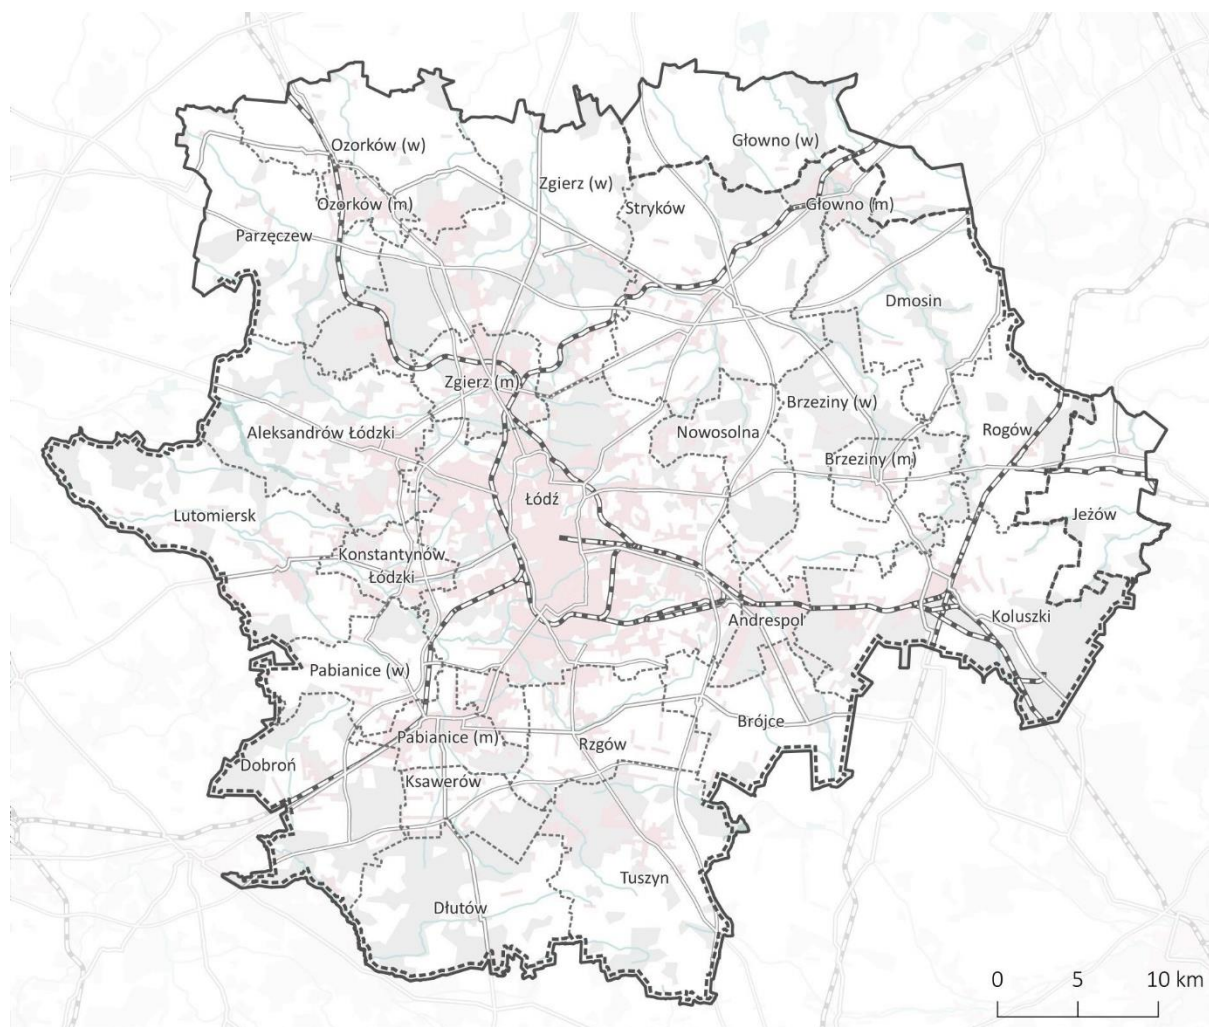 Ozorków (w)
Głowno (w)
Zgierz (w)
Ozorków (m)
Stryków
Głowno (m)
Parzęczew
Dmosin
Zgierz (m)
Brzeziny (w)
Aleksandrów Łódzki
Nowosolna
Rogów
Brzeziny (m)
Łódź
Lutomiersk
Jeżów
Konstantynów
Łódzki
Andrespol
Koluszki
Pabianice (w)
Brójce
Pabianice (m)
Rzgów
Dobroń
Ksawerów
Tuszyn
Dłutów
0 5 10 km